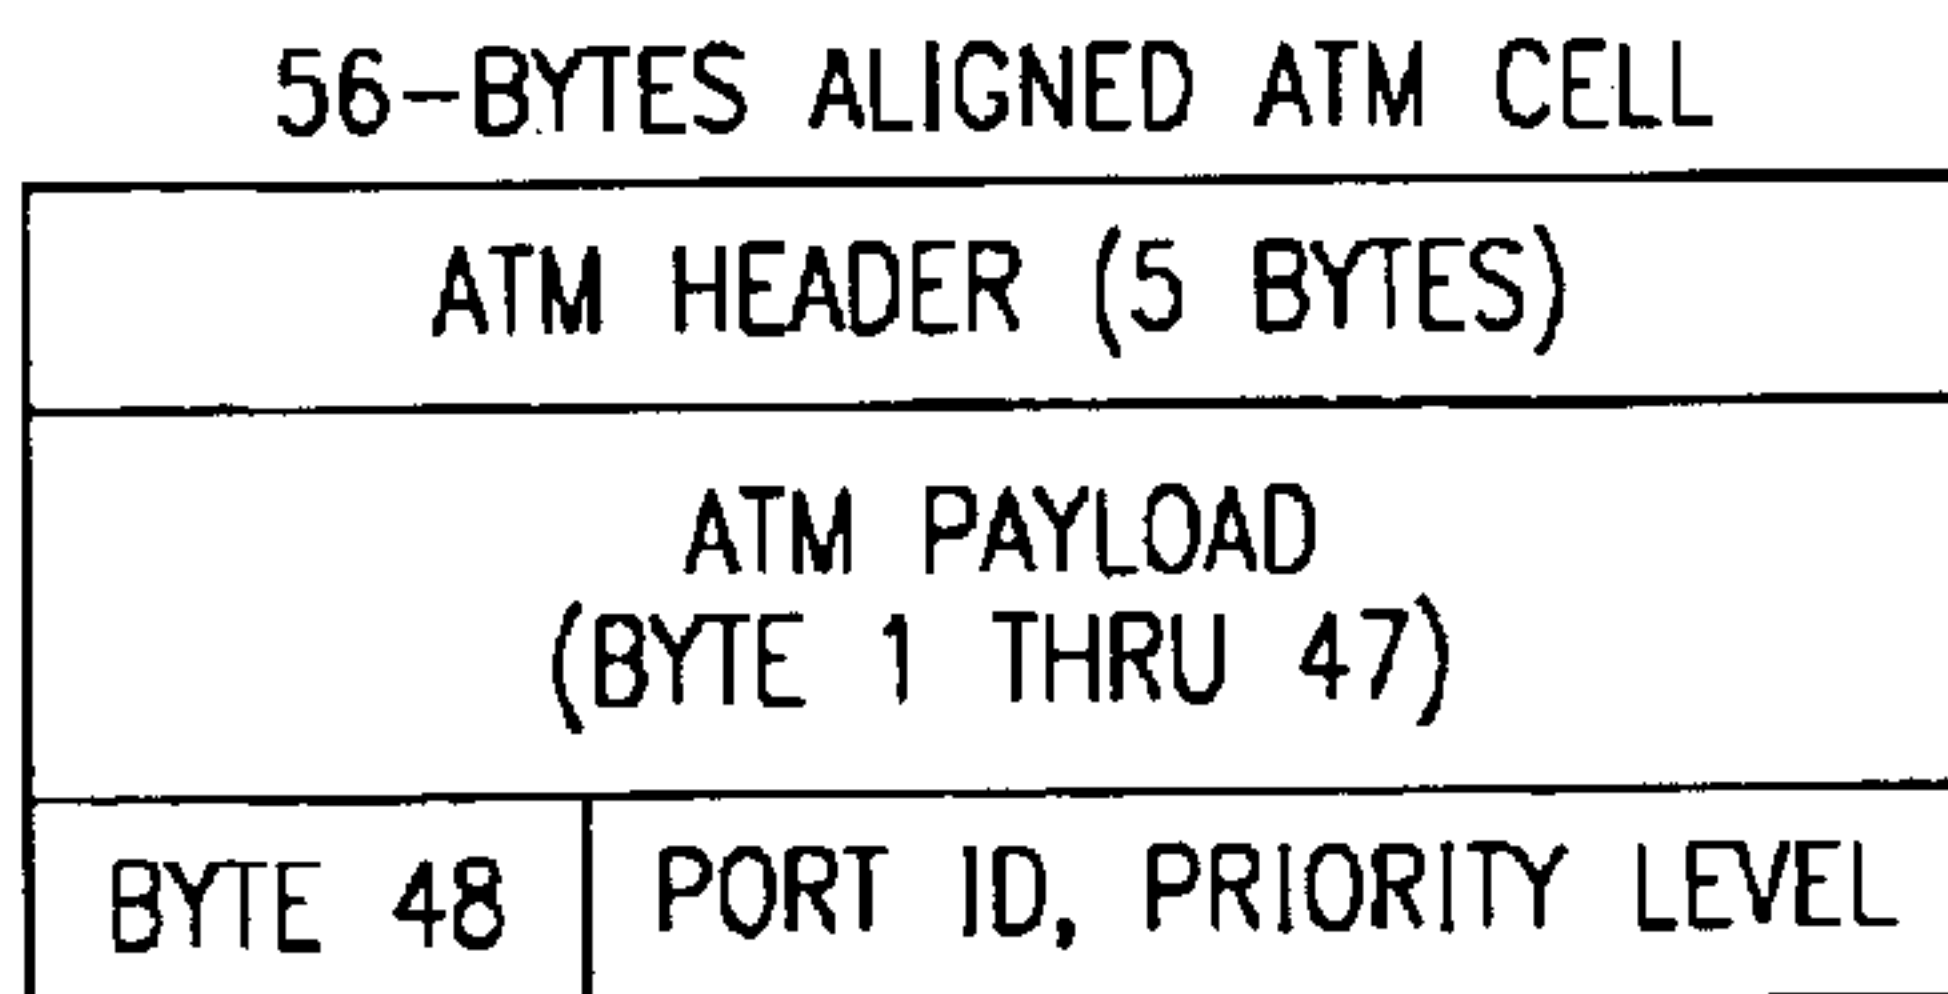 56-BYTES ALIGNED ATM CELL
ATM HEADER (5 BYTES)
ATM PAYLOAD
(BYTE 1 THRU 47)
BYTE 48 PORT ID, PRIORITY LEVEL